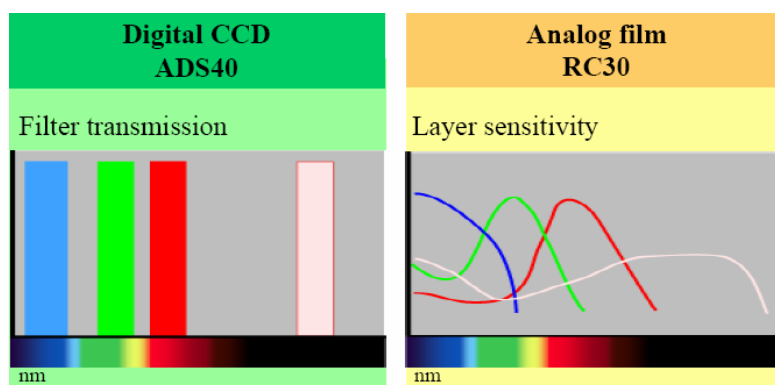 Digital CCD
ADS40
Filter transmission
nm
Analog film
RC30
Layer sensitivity
nm